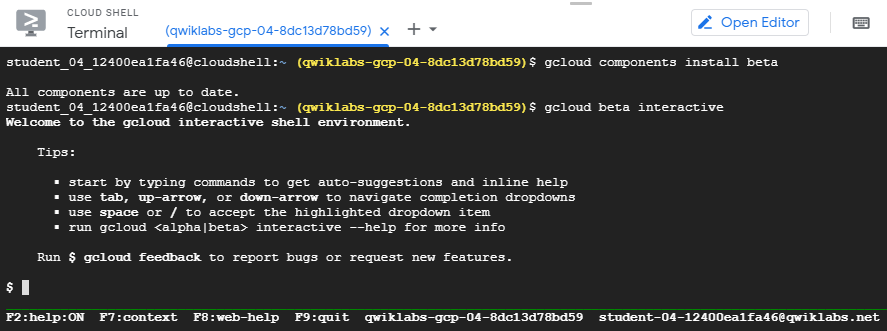 CLOUD SHELL
Terminal
(qwiklabs-gcp-04-8dc13d78bd59) × + ▾
Open Editor
student_04_12400ea1fa46@cloudshell:~ (qwiklabs-gcp-04-8dc13d78bd59)$ gcloud components install beta
All components are up to date.
student_04_12400ea1fa46@cloudshell:~ (qwiklabs-gcp-04-8dc13d78bd59)$ gcloud beta interactive
Welcome to the gcloud interactive shell environment.
Tips:
▪ start by typing commands to get auto-suggestions and inline help
▪ use tab, up-arrow, or down-arrow to navigate completion dropdowns
▪ use space or / to accept the highlighted dropdown item
▪ run gcloud <alpha|beta> interactive --help for more info
Run $ gcloud feedback to report bugs or request new features.
$
F2:help:ON F7:context F8:web-help F9:quit qwiklabs-gcp-04-8dc13d78bd59 student-04-12400ea1fa46@qwiklabs.net